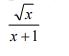 √x
x + 1